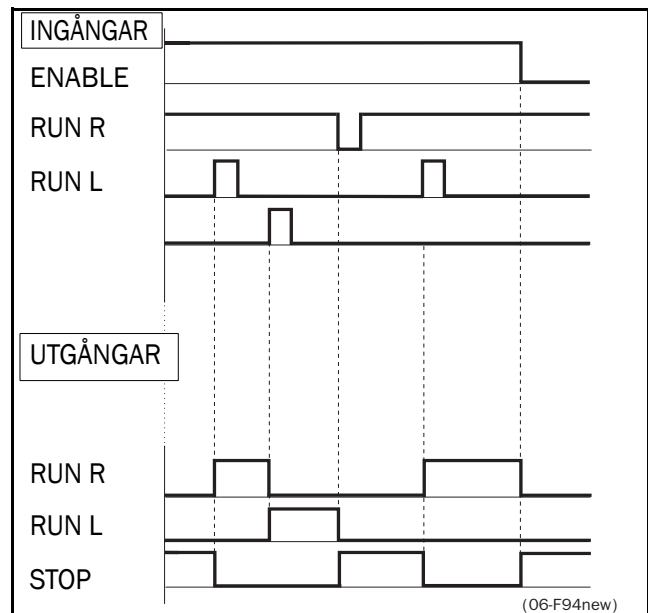 INGÅNGAR
ENABLE
RUN R
RUN L
UTGÅNGAR
RUN R
RUN L
STOP
(06-F94new)